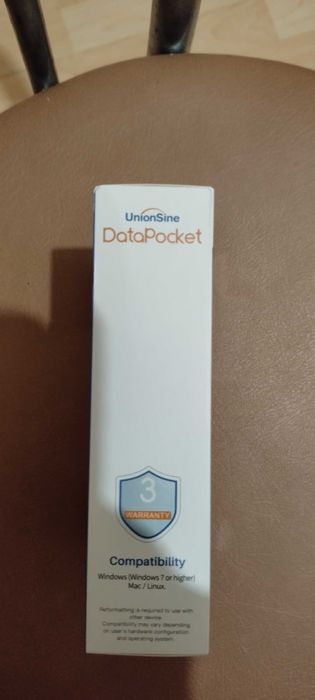 UnionSine
DataPocket
3
WARRANTY
Compatibility
Windows (Windows 7 or higher)
Mac / Linux.
Reformatting is required to use with
other device.
Compatibility may vary depending
on user's hardware configuration
and operating system.